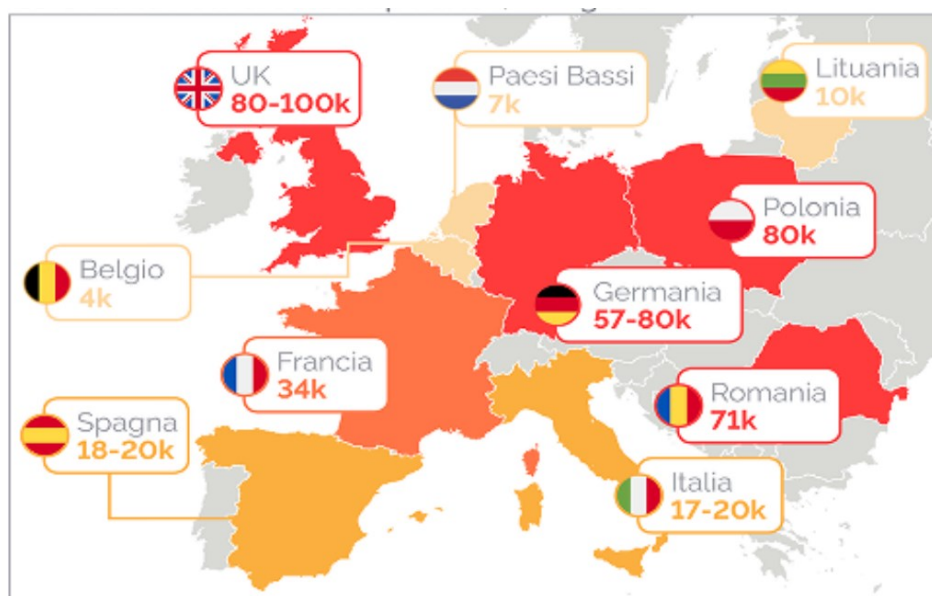 UK
80-100k
Paesi Bassi
7k
Lituania
10k
Polonia
80k
Belgio
4k
Germania
57-80k
Francia
34k
Romania
71k
Spagna
18-20k
Italia
17-20k